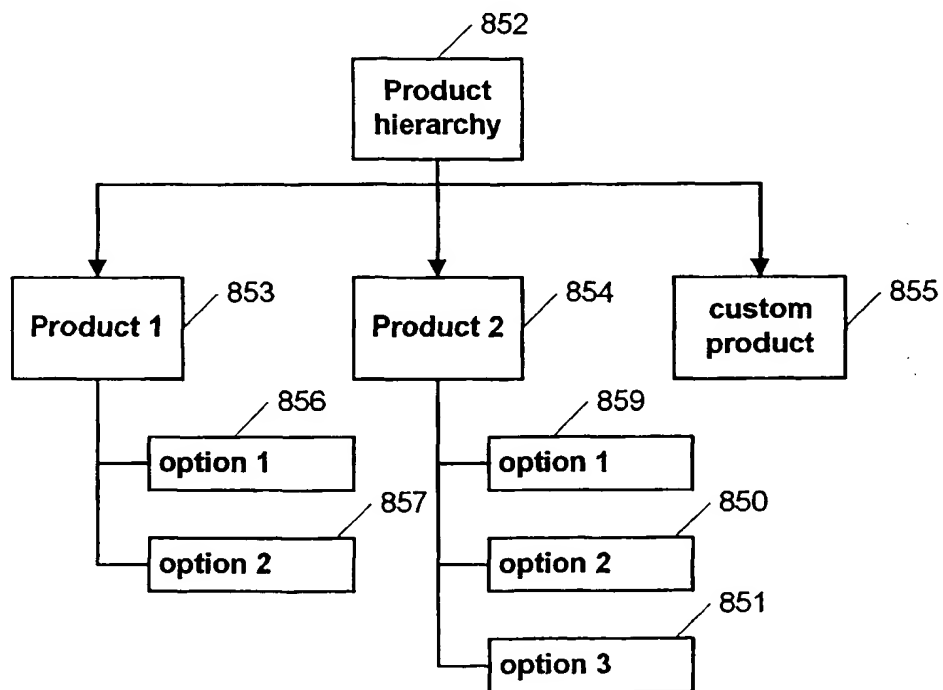 852
Product
hierarchy
Product 1
853
Product 2
854
custom
product
855
856
option 1
857
option 2
859
option 1
850
option 2
851
option 3